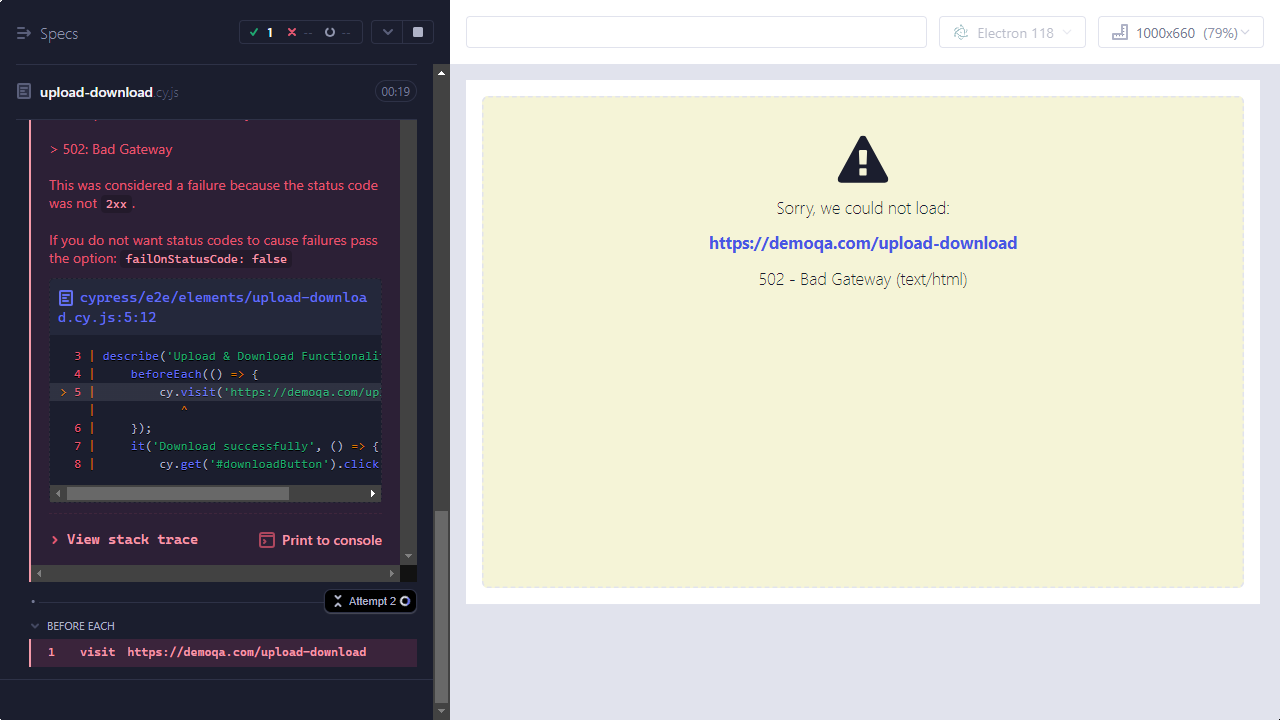 Specs
1
--
--
upload-download.cy.js
00:19
> 502: Bad Gateway
This was considered a failure because the status code
was not 2xx.
If you do not want status codes to cause failures pass
the option: failOnStatusCode: false
cypress/e2e/elements/upload-downloa
d.cy.js:5:12
3 | describe('Upload & Download Functionali
4 |     beforeEach(() => {
> 5 |         cy.visit('https://demoqa.com/upl
|            ^
6 |     });
7 |     it('Download successfully', () => {
8 |         cy.get('#downloadButton').click
View stack trace
Print to console
Attempt 2
BEFORE EACH
1 visit https://demoqa.com/upload-download
Electron 118
1000x660 (79%)
Sorry, we could not load:
https://demoqa.com/upload-download
502 - Bad Gateway (text/html)